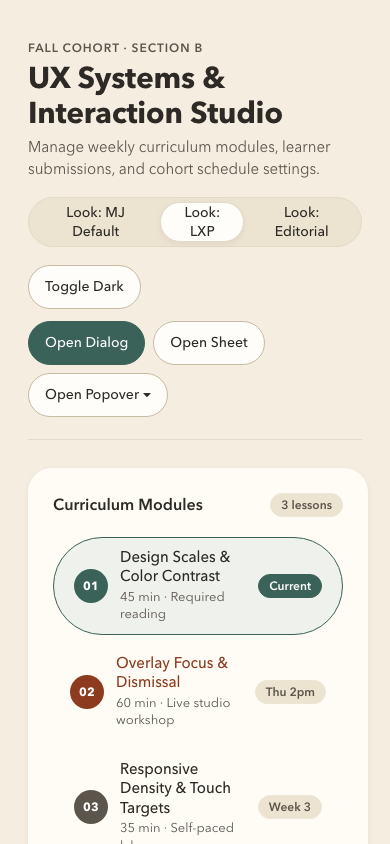 FALL COHORT · SECTION B
UX Systems &
Interaction Studio
Manage weekly curriculum modules, learner
submissions, and cohort schedule settings.
Look: MJ
Default
Look:
LXP
Look:
Editorial
Toggle Dark
Open Dialog
Open Sheet
Open Popover
Curriculum Modules
3 lessons
01
Design Scales &
Color Contrast
45 min · Required
reading
Current
02
Overlay Focus &
Dismissal
60 min · Live studio
workshop
Thu 2pm
03
Responsive
Density & Touch
Targets
35 min · Self-paced
Week 3